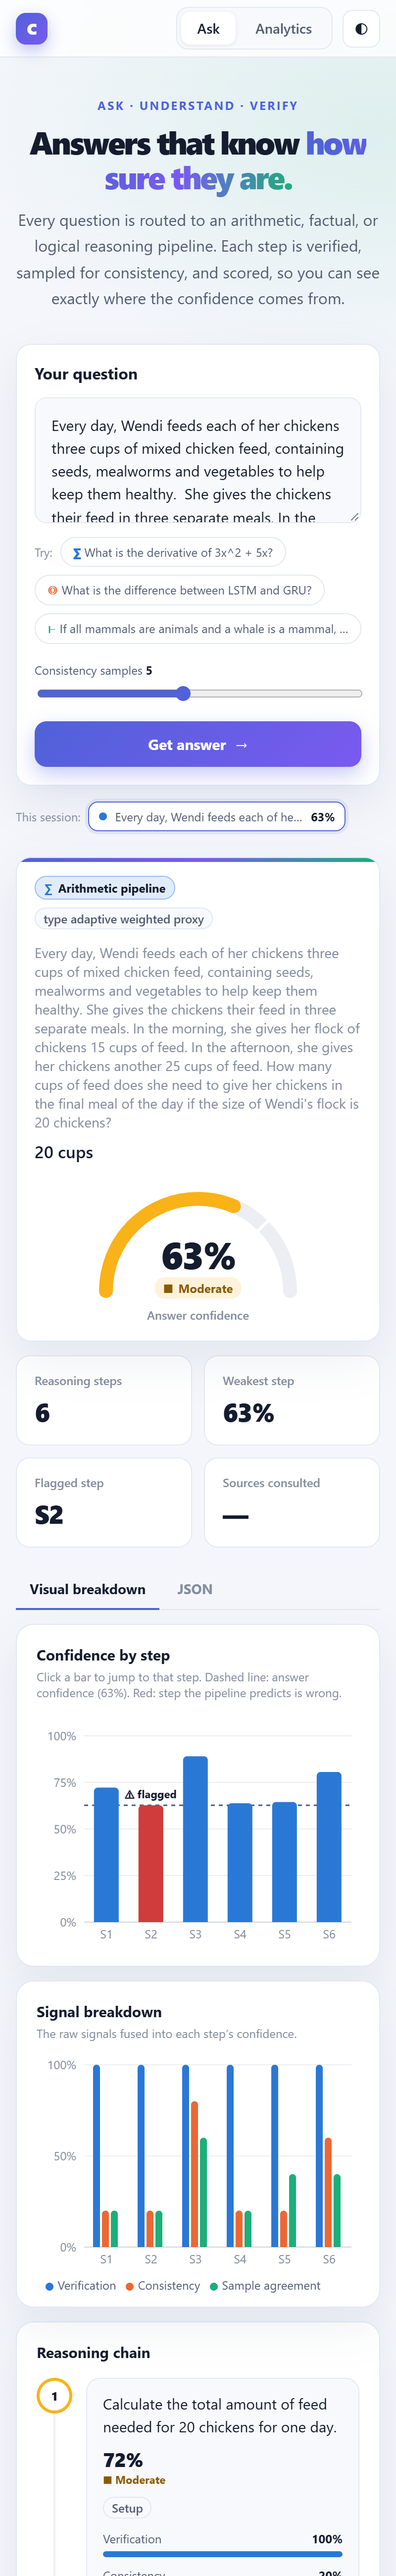 C
Ask
Analytics
ASK · UNDERSTAND · VERIFY
Answers that know how
sure they are.
Every question is routed to an arithmetic, factual, or
logical reasoning pipeline. Each step is verified,
sampled for consistency, and scored, so you can see
exactly where the confidence comes from.
Your question
Every day, Wendi feeds each of her chickens
three cups of mixed chicken feed, containing
seeds, mealworms and vegetables to help
keep them healthy.  She gives the chickens
their feed in three separate meals. In the
Try:
∑ What is the derivative of 3x^2 + 5x?
What is the difference between LSTM and GRU?
⊢ If all mammals are animals and a whale is a mammal, ...
Consistency samples 5
Get answer →
This session:
Every day, Wendi feeds each of he... 63%
∑ Arithmetic pipeline
type adaptive weighted proxy
Every day, Wendi feeds each of her chickens three
cups of mixed chicken feed, containing seeds,
mealworms and vegetables to help keep them
healthy. She gives the chickens their feed in three
separate meals. In the morning, she gives her flock of
chickens 15 cups of feed. In the afternoon, she gives
her chickens another 25 cups of feed. How many
cups of feed does she need to give her chickens in
the final meal of the day if the size of Wendi's flock is
20 chickens?
20 cups
63%
■ Moderate
Answer confidence
Reasoning steps
6
Weakest step
63%
Flagged step
S2
Sources consulted
—
Visual breakdown
JSON
Confidence by step
Click a bar to jump to that step. Dashed line: answer
confidence (63%). Red: step the pipeline predicts is wrong.
100%
75%
50%
25%
0%
⚠ flagged
S1 S2 S3 S4 S5 S6
Signal breakdown
The raw signals fused into each step's confidence.
100%
50%
0%
S1 S2 S3 S4 S5 S6
Verification Consistency Sample agreement
Reasoning chain
1
Calculate the total amount of feed
needed for 20 chickens for one day.
72%
■ Moderate
Setup
Verification 100%
Consistency 20%